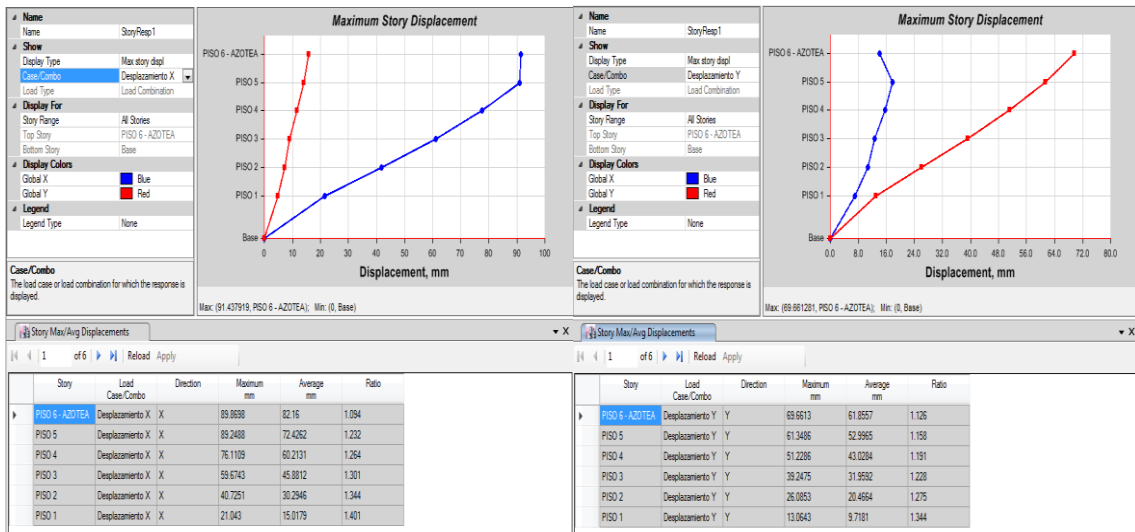 Name
Name StoryResp1
Show
Display Type Max story displ
Case/Combo Desplazamiento X
Load Type Load Combination
Display For
Story Range All Stories
Top Story PISO 6 - AZOTEA
Bottom Story Base
Display Colors
Global X Blue
Global Y Red
Legend
Legend Type None
Case/Combo
The load case or load combination for which the response is
displayed.
Maximum Story Displacement
PISO 6 - AZOTEA
PISO 5
PISO 4
PISO 3
PISO 2
PISO 1
Base
0 10 20 30 40 50 60 70 80 90 100
Displacement, mm
Max: (91.437919, PISO 6 - AZOTEA); Min: (0, Base)
Name
Name StoryResp1
Show
Display Type Max story displ
Case/Combo Desplazamiento Y
Load Type Load Combination
Display For
Story Range All Stories
Top Story PISO 6 - AZOTEA
Bottom Story Base
Display Colors
Global X Blue
Global Y Red
Legend
Legend Type None
Case/Combo
The load case or load combination for which the response is
displayed.
Maximum Story Displacement
PISO 6 - AZOTEA
PISO 5
PISO 4
PISO 3
PISO 2
PISO 1
Base
0.0 8.0 16.0 24.0 32.0 40.0 48.0 56.0 64.0 72.0 80.0
Displacement, mm
Max: (69.661281, PISO 6 - AZOTEA); Min: (0, Base)
Story Max/Avg Displacements
1 of 6 Reload Apply
Story Load Case/Combo Direction Maximum mm Average mm Ratio
PISO 6 - AZOTEA Desplazamiento X X 89.8698 82.16 1.094
PISO 5 Desplazamiento X X 89.2488 72.4262 1.232
PISO 4 Desplazamiento X X 76.1109 60.2131 1.264
PISO 3 Desplazamiento X X 59.6743 45.8812 1.301
PISO 2 Desplazamiento X X 40.7251 30.2946 1.344
PISO 1 Desplazamiento X X 21.043 15.0179 1.401
Story Max/Avg Displacements
1 of 6 Reload Apply
Story Load Case/Combo Direction Maximum mm Average mm Ratio
PISO 6 - AZOTEA Desplazamiento Y Y 69.6613 61.8557 1.126
PISO 5 Desplazamiento Y Y 61.3486 52.9965 1.158
PISO 4 Desplazamiento Y Y 51.2286 43.0284 1.191
PISO 3 Desplazamiento Y Y 39.2475 31.9592 1.228
PISO 2 Desplazamiento Y Y 26.0853 20.4664 1.275
PISO 1 Desplazamiento Y Y 13.0643 9.7181 1.344